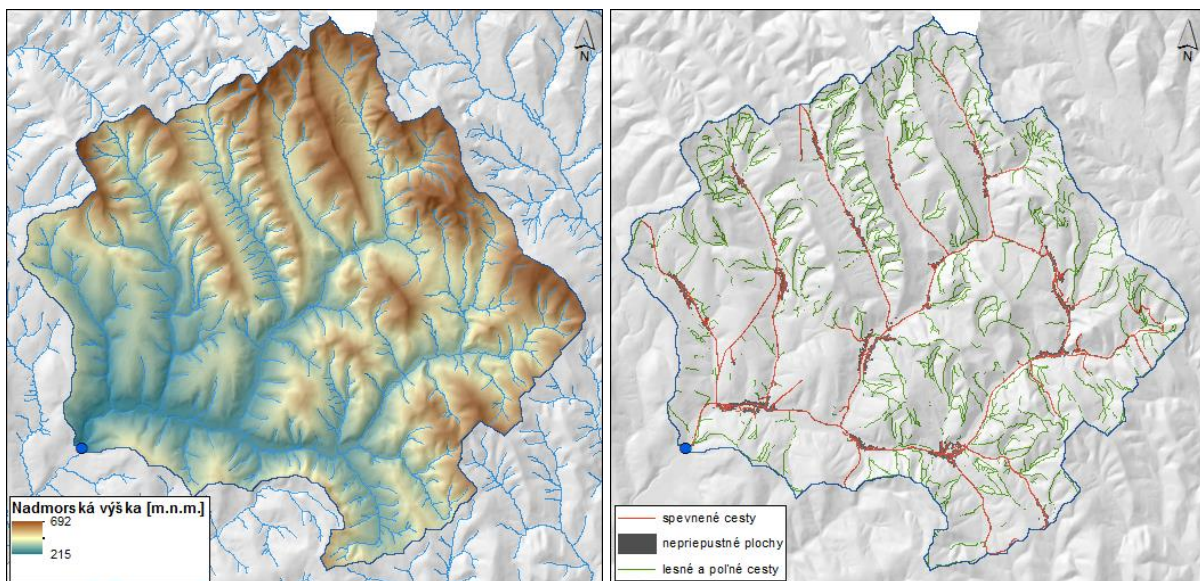 N
Nadmorská výška [m.n.m.]
692
215
N
spevnené cesty
nepriepustné plochy
lesné a poľné cesty